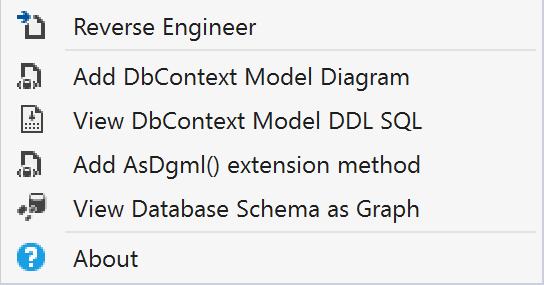 Reverse Engineer
Add DbContext Model Diagram
View DbContext Model DDL SQL
Add AsDgml() extension method
View Database Schema as Graph
About